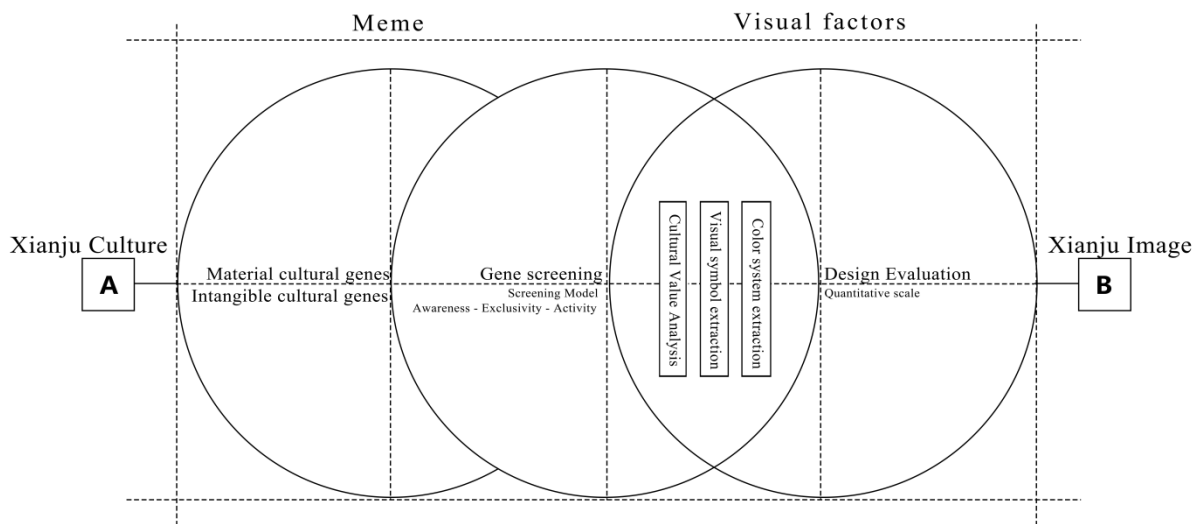 Meme
Visual factors
Xianju Culture
A
Material cultural genes
Intangible cultural genes
Gene screening
Screening Model
Awareness - Exclusivity - Activity
Cultural Value Analysis
Visual symbol extraction
Color system extraction
Design Evaluation
Quantitative scale
Xianju Image
B